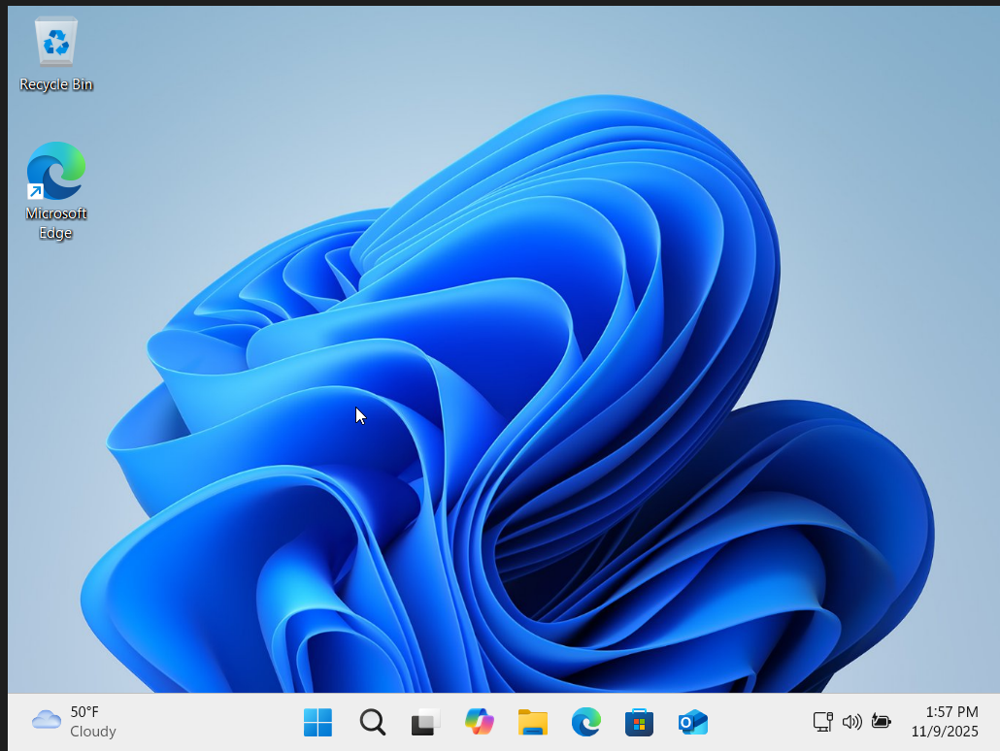 Recycle Bin
Microsoft
Edge
50°F
Cloudy
1:57 PM
11/9/2025